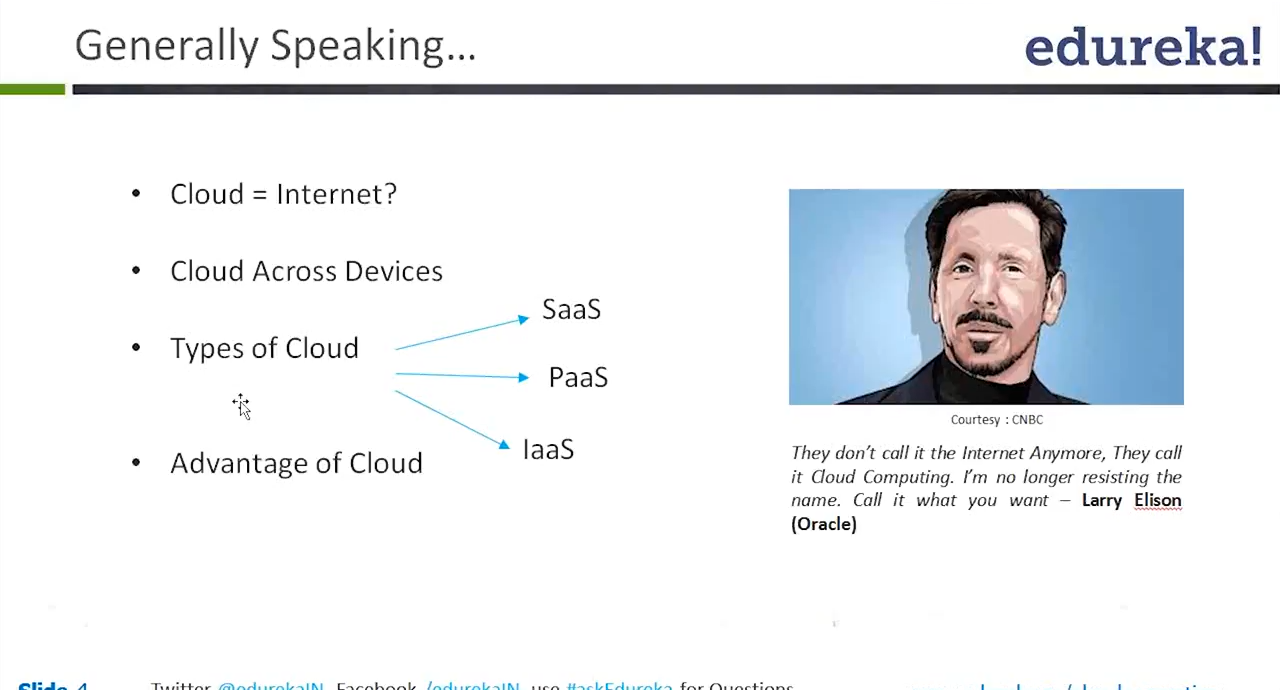 Generally Speaking...
edureka!
• Cloud = Internet?
• Cloud Across Devices
• Types of Cloud
SaaS
PaaS
IaaS
• Advantage of Cloud
Courtesy : CNBC
They don't call it the Internet Anymore, They call
it Cloud Computing. I'm no longer resisting the
name. Call it what you want – Larry Elison
(Oracle)
Slide 4
Twitter @edurekaIN, Facebook /edurekaIN, use #askEdureka for Questions